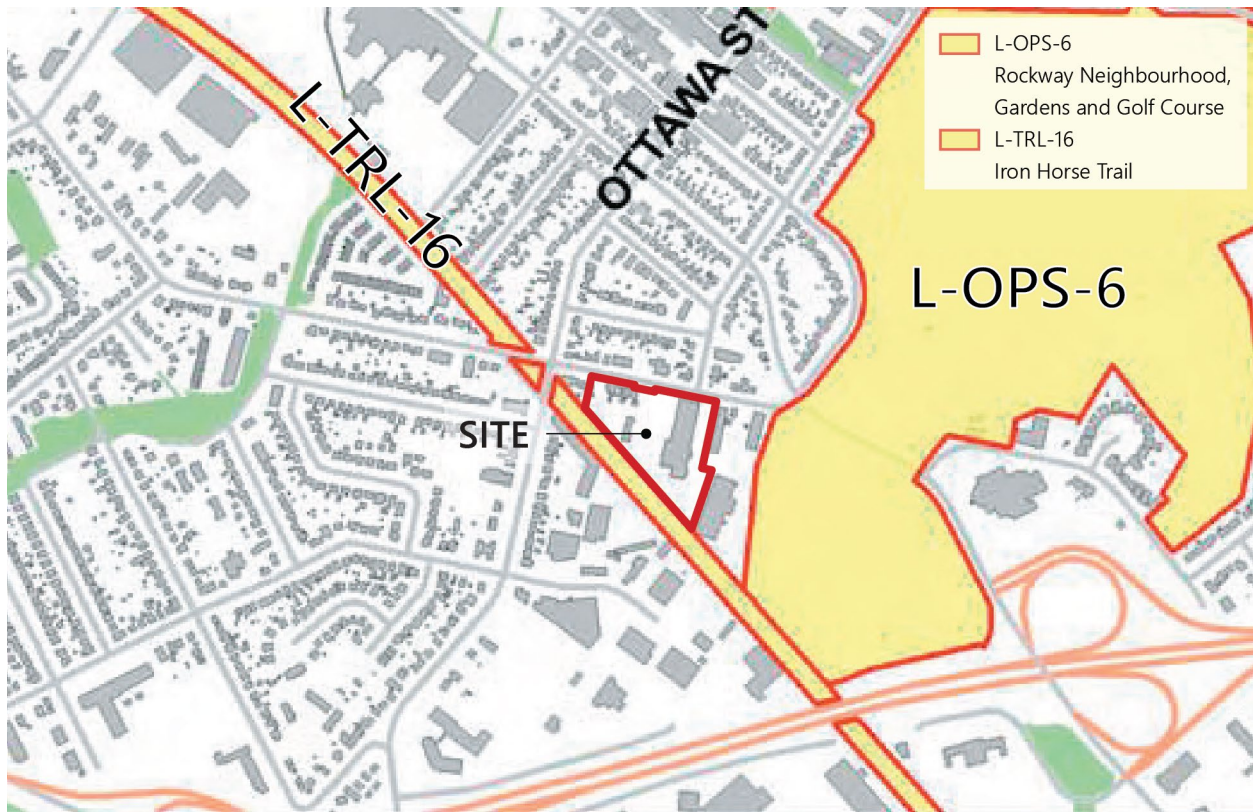 L-OPS-6
Rockway Neighbourhood,
Gardens and Golf Course
L-TRL-16
Iron Horse Trail
OTTAWA ST
L-TRL-16
L-OPS-6
SITE